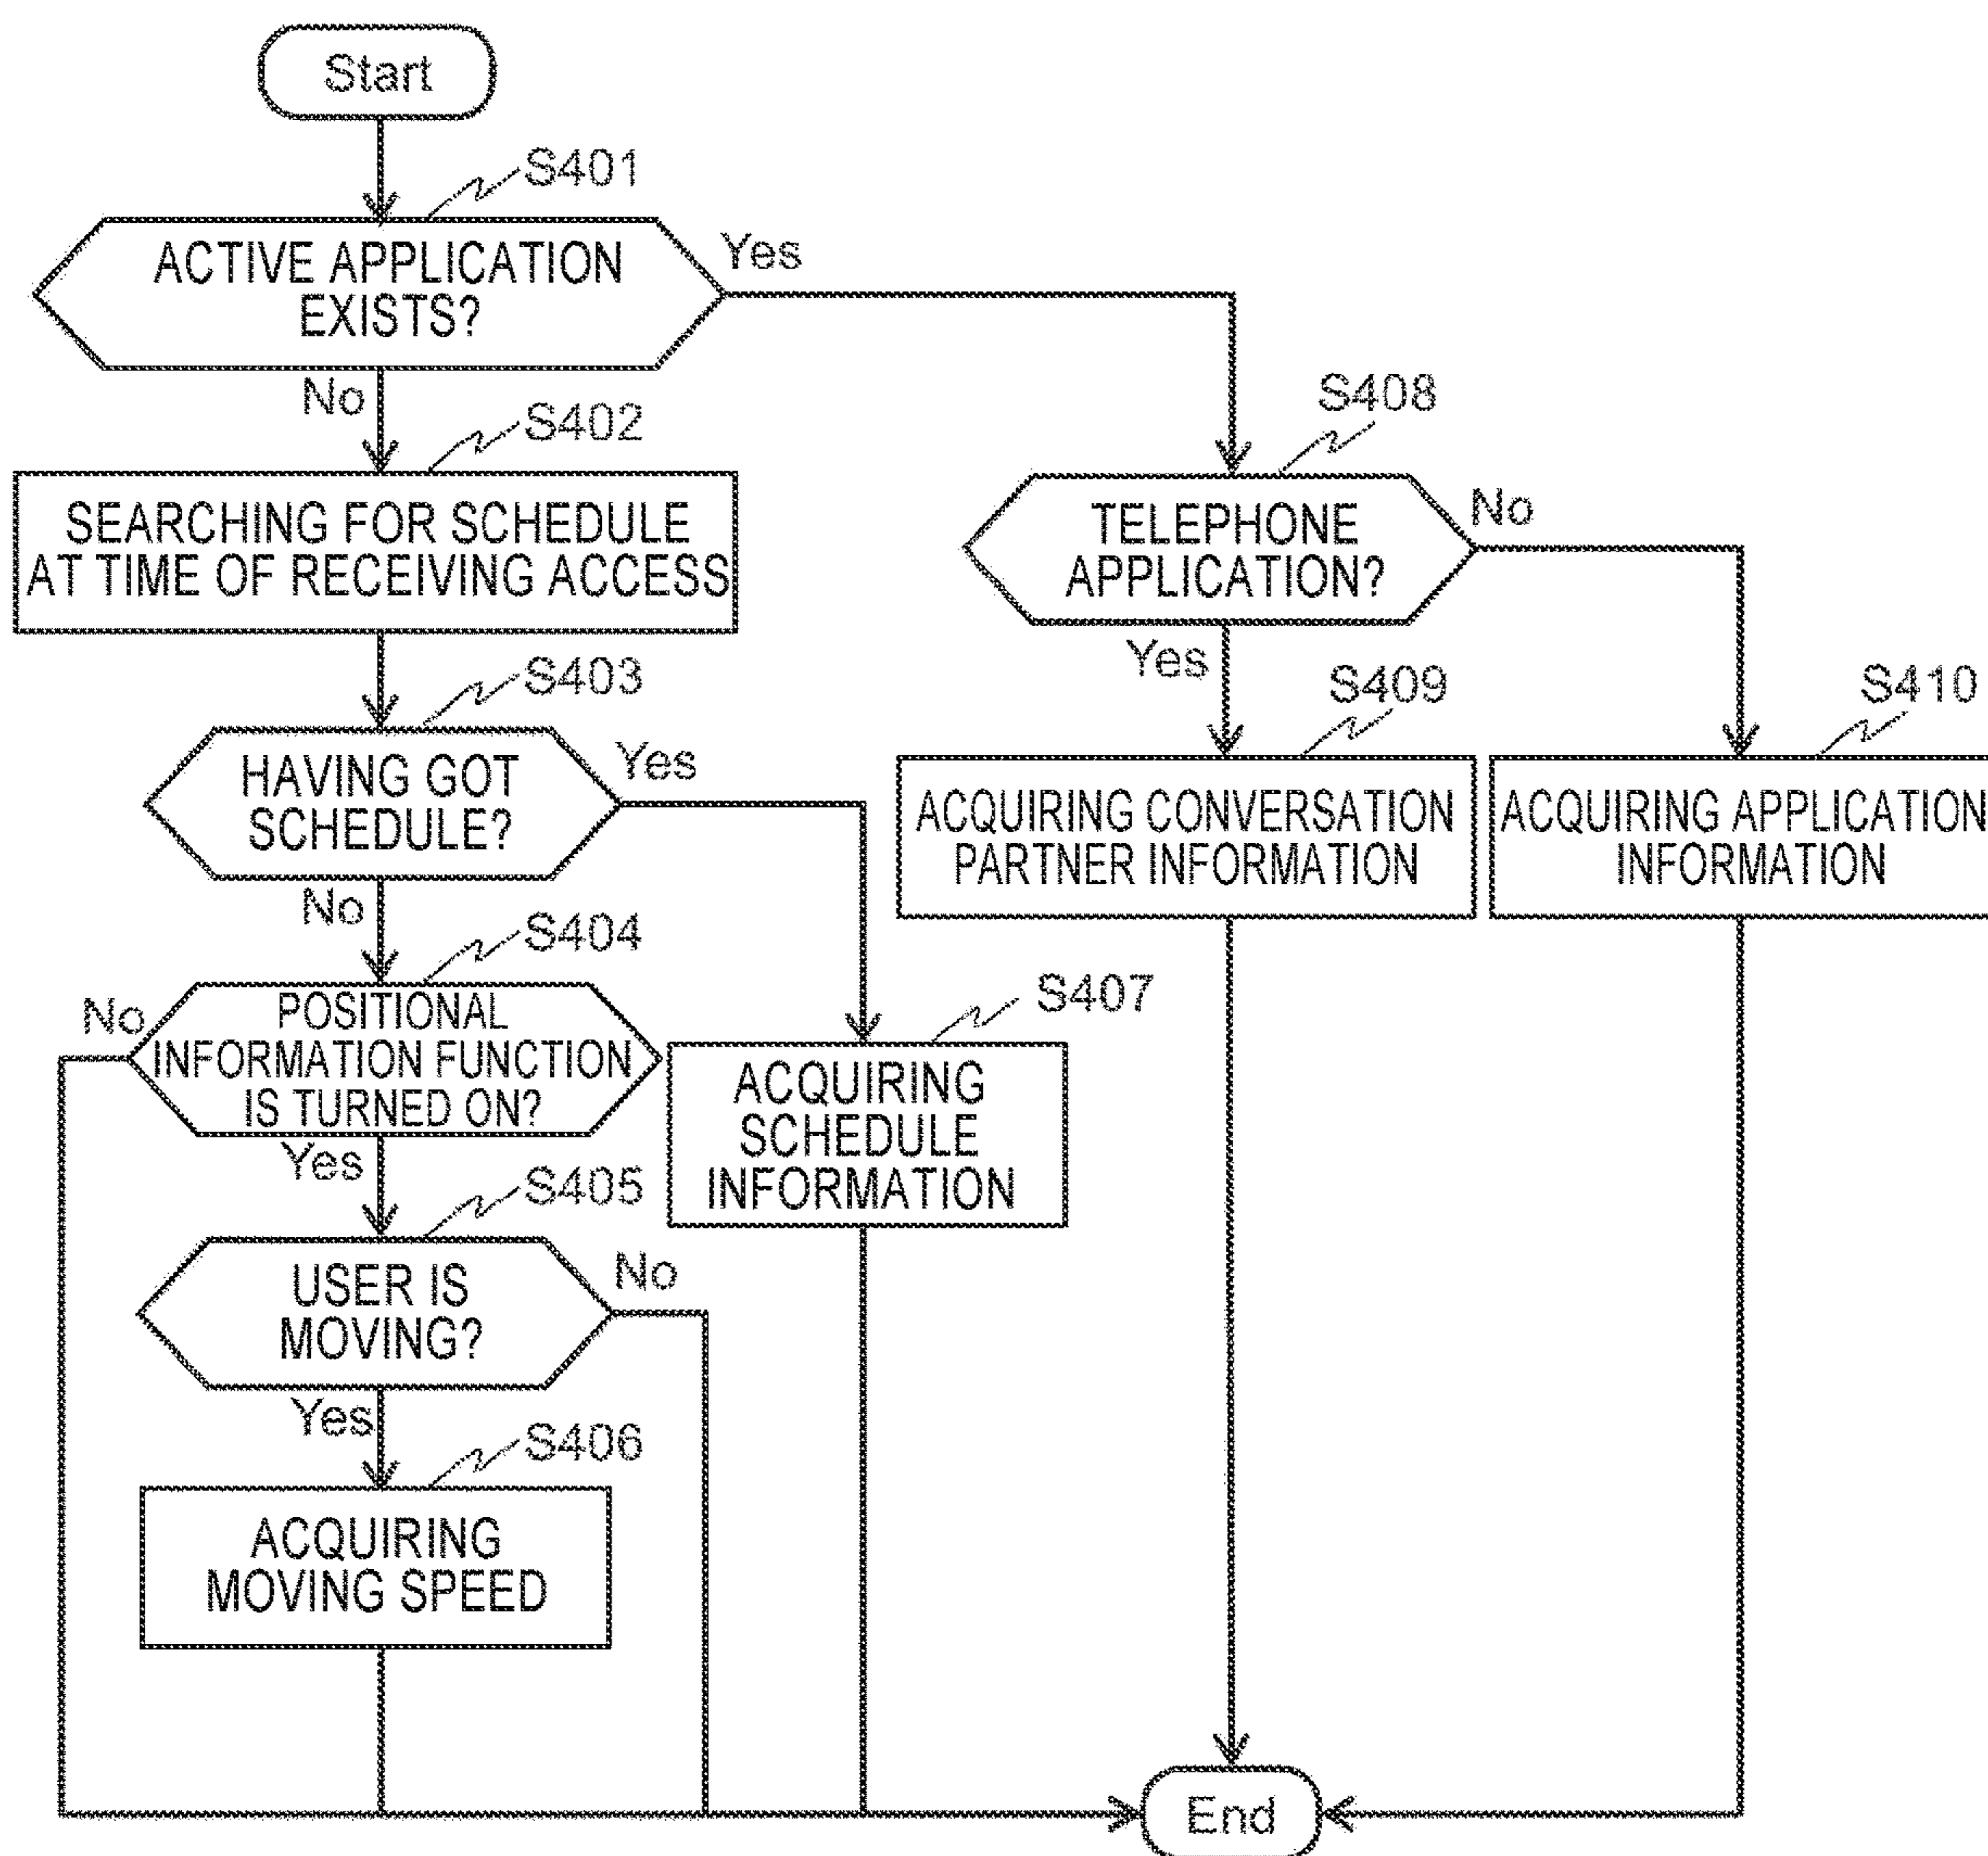 Start
S401
ACTIVE APPLICATION
EXISTS?
Yes
No
S402
SEARCHING FOR SCHEDULE
AT TIME OF RECEIVING ACCESS
S403
HAVING GOT
SCHEDULE?
Yes
No
S404
No
POSITIONAL
INFORMATION FUNCTION
IS TURNED ON?
Yes
S405
USER IS
MOVING?
No
Yes
S406
ACQUIRING
MOVING SPEED
S407
ACQUIRING
SCHEDULE
INFORMATION
S408
TELEPHONE
APPLICATION?
No
Yes
S409
ACQUIRING CONVERSATION
PARTNER INFORMATION
S410
ACQUIRING APPLICATION
INFORMATION
End